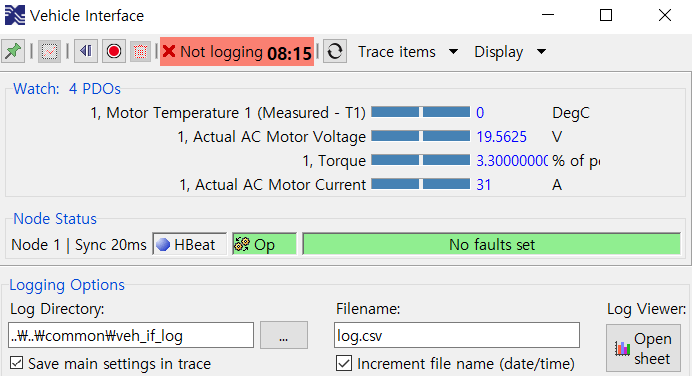 Vehicle Interface
Not logging 08:15 Trace items Display
Watch: 4 PDOs
1, Motor Temperature 1 (Measured - T1) 0 DegC
1, Actual AC Motor Voltage 19.5625 V
1, Torque 3.30000000 % of
1, Actual AC Motor Current 31 A
Node Status
Node 1 | Sync 20ms HBeat Op No faults set
Logging Options
Log Directory: Filename: Log Viewer:
..₩..₩common₩veh_if_log ... log.csv Open sheet
Save main settings in trace Increment file name (date/time)